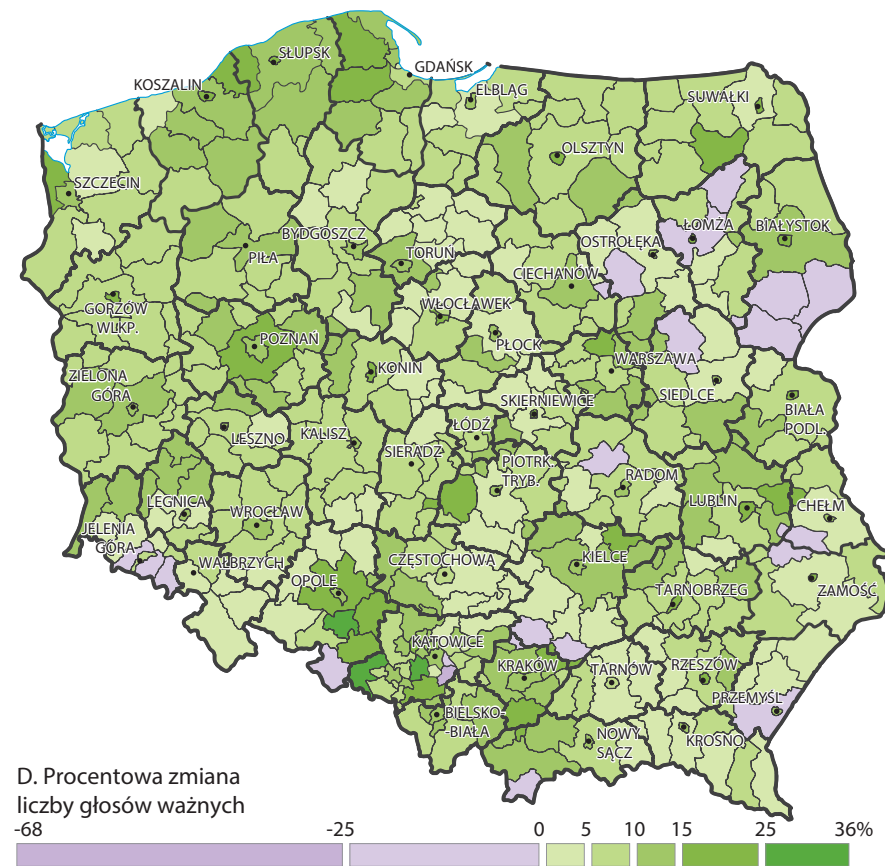 SŁUPSK
GDAŃSK
KOSZALIN
ELBLĄG
SUWAŁKI
OLSZTYN
SZCZECIN
BYDGOSZCZ
OSTROŁĘKA
ŁOMŻA
BIAŁYSTOK
PIŁA
TORUŃ
CIECHANÓW
GORZÓW
WLKP.
WŁOCŁAWEK
POZNAŃ
PŁOCK
WARSZAWA
ZIELONA
GÓRA
KONIN
SKIERNIEWICE
SIEDLCE
BIAŁA
PODL.
LESZNO
KALISZ
SIERADZ
ŁÓDŹ
PIOTRK.
TRYB.
RADOM
LUBLIN
CHEŁM
LEGNICA
WROCŁAW
JELENIA
GÓRA
WAŁBRZYCH
OPOLE
CZĘSTOCHOWA
KIELCE
TARNOBRZEG
ZAMOŚĆ
KATOWICE
KRAKÓW
TARNÓW
RZESZÓW
PRZEMYŚL
BIELSKO-
-BIAŁA
NOWY
SĄCZ
KROSNO
D. Procentowa zmiana
liczby głosów ważnych
-68 -25 0 5 10 15 25 36%